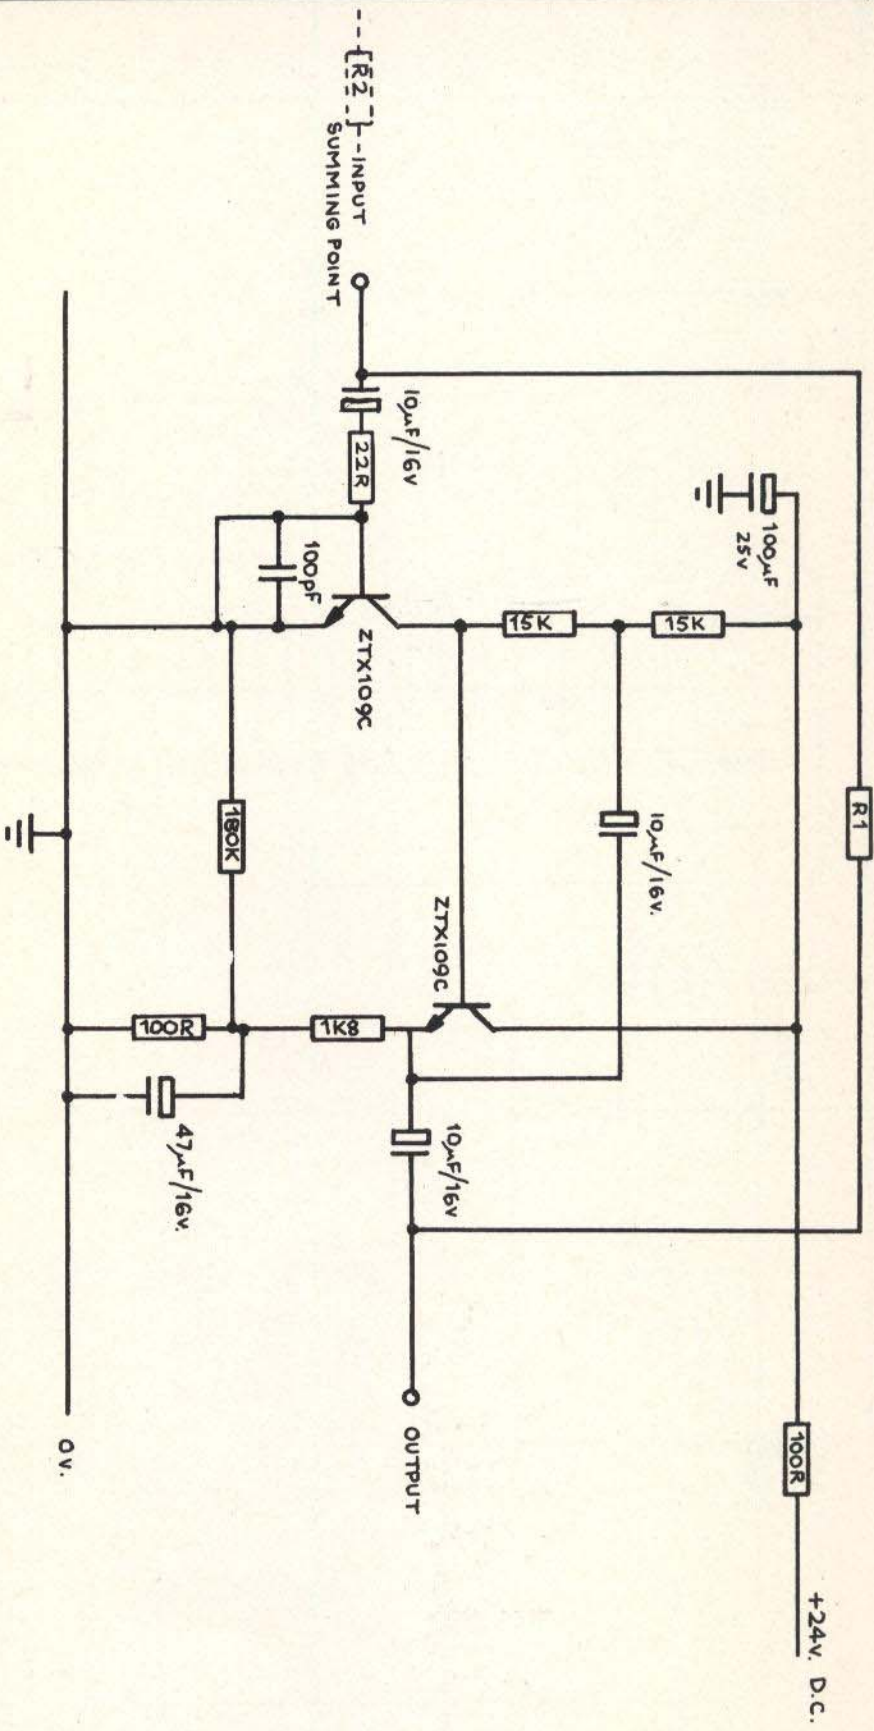 R1
+24v. D.C.
100R
100µF
25v
15K
10µF/16v.
15K
10µF/16v
ZTX109C
10µF/16v
OUTPUT
22R
ZTX109C
R2 INPUT
SUMMING POINT
1K8
100pF
180K
100R
47µF/16v.
0v.